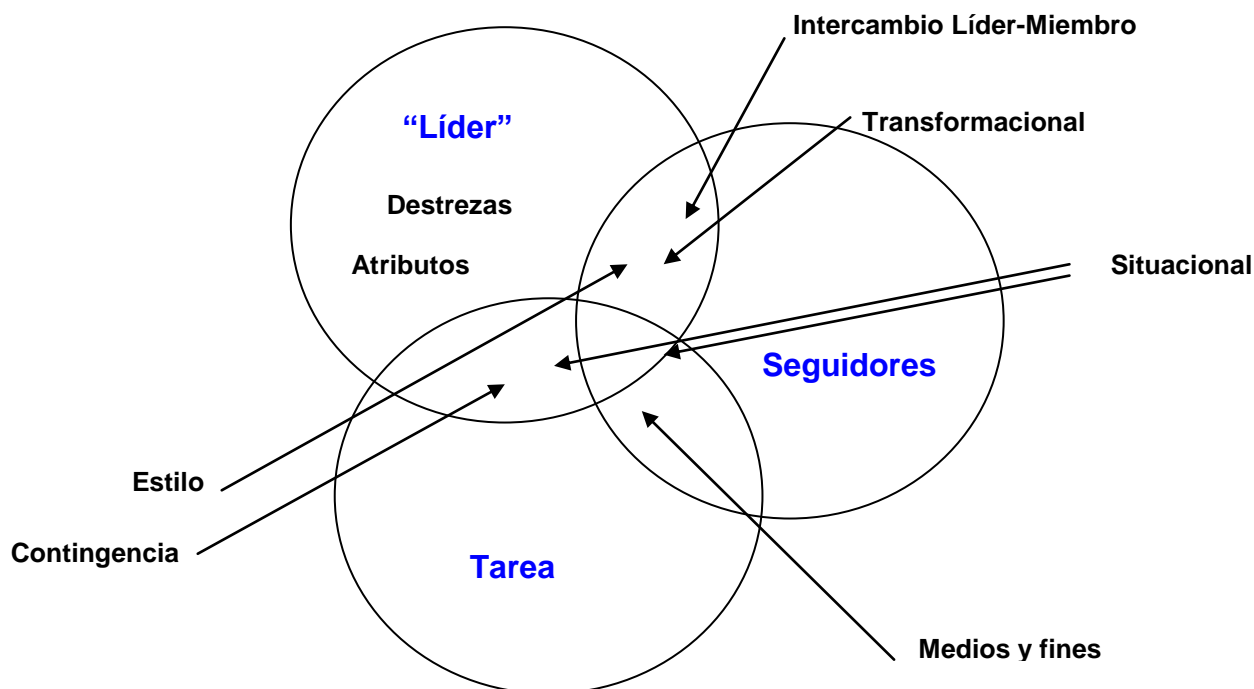 Intercambio Líder-Miembro
“Líder”
Transformacional
Destrezas
Atributos
Situacional
Seguidores
Estilo
Contingencia
Tarea
Medios y fines